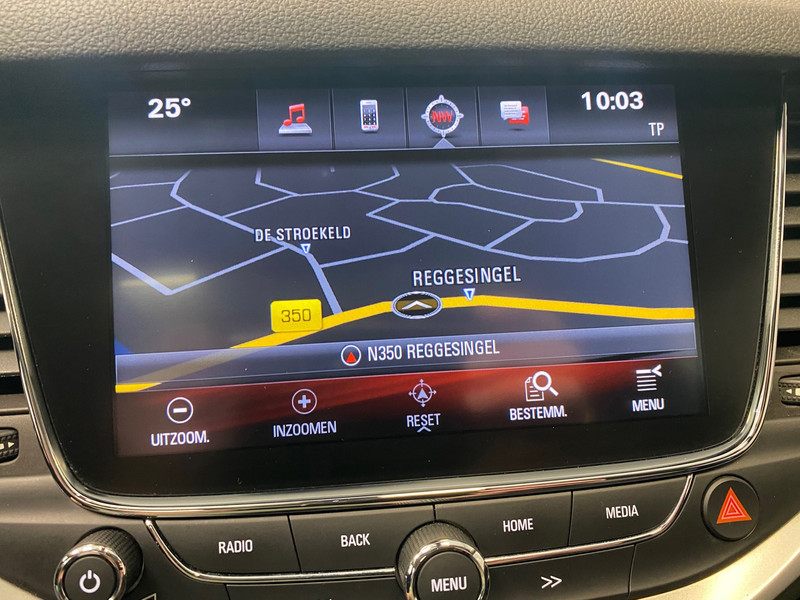 25°
NW
10:03
TP
DE STROEKELD
REGGESINGEL
350
N350 REGGESINGEL
UITZOOM.
INZOOMEN
RESET
BESTEMM.
MENU
RADIO
BACK
MENU
HOME
MEDIA
>>